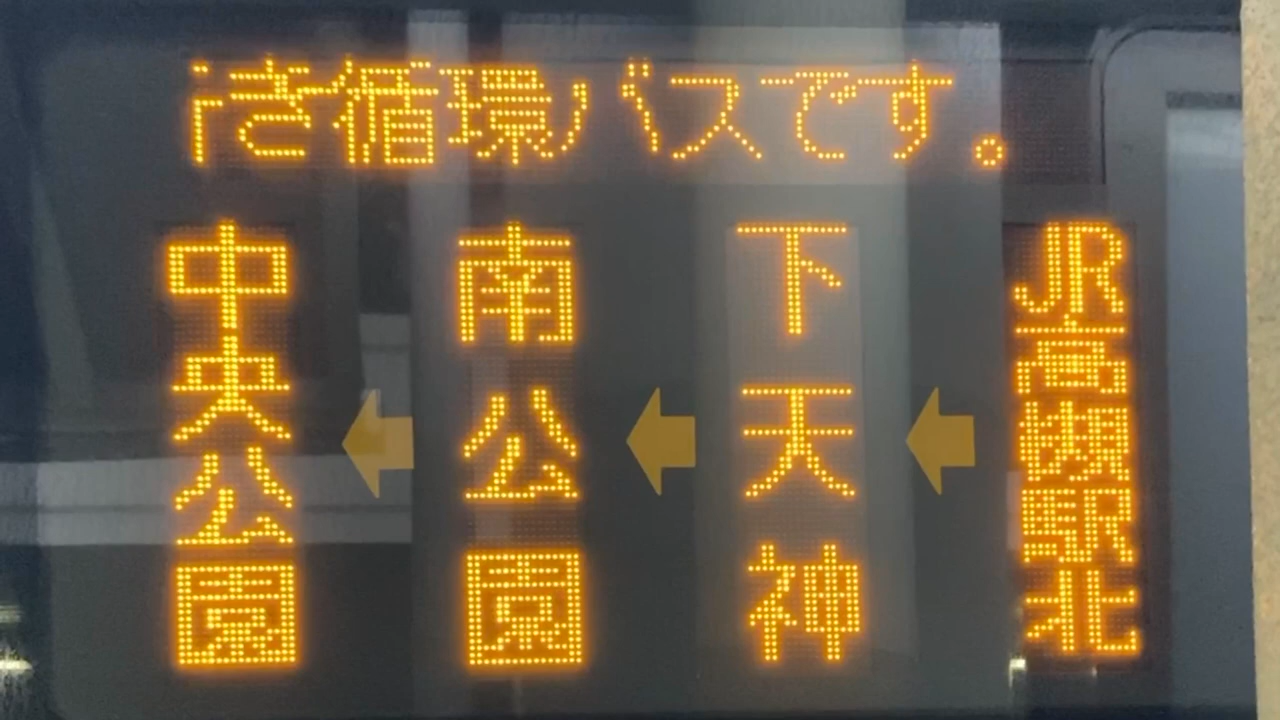 き循環バスです。
JR高槻駅北
下天神
南公園
中央公園